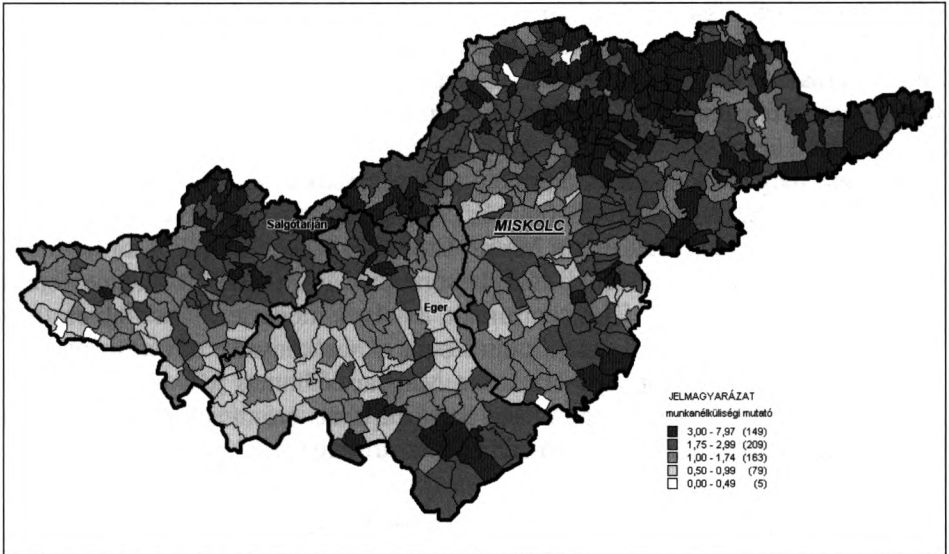 Salgótarján
MISKOLC
Eger
JELMAGYARÁZAT
munkanélküliségi mutató
3,00 - 7,97 (149)
1,75 - 2,99 (209)
1,00 - 1,74 (163)
0,50 - 0,99 (79)
0,00 - 0,49 (5)